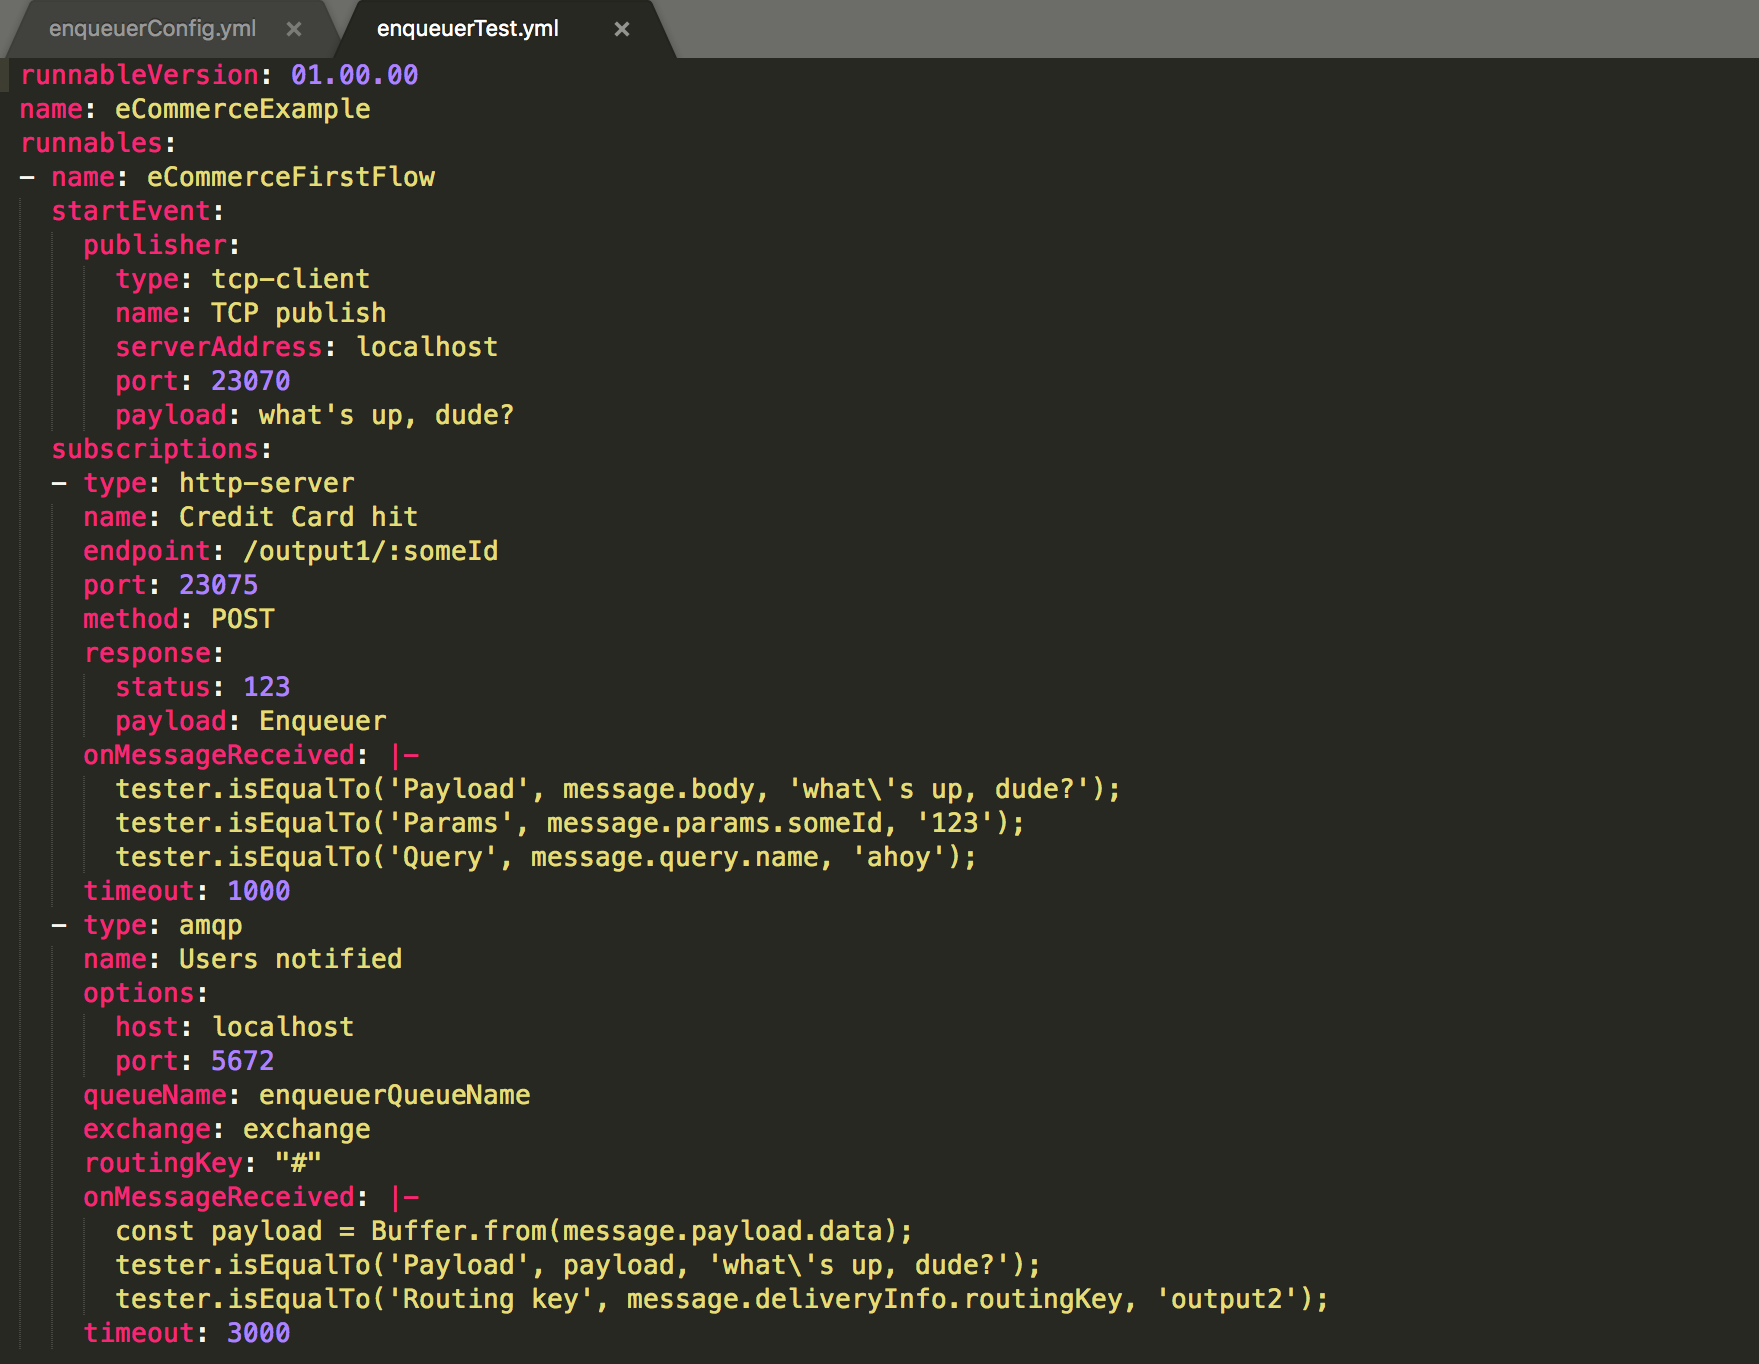 enqueuerConfig.yml × enqueuerTest.yml ×
runnableVersion: 01.00.00
name: eCommerceExample
runnables:
- name: eCommerceFirstFlow
  startEvent:
    publisher:
      type: tcp-client
      name: TCP publish
      serverAddress: localhost
      port: 23070
      payload: what's up, dude?
  subscriptions:
  - type: http-server
    name: Credit Card hit
    endpoint: /output1/:someId
    port: 23075
    method: POST
    response:
      status: 123
      payload: Enqueuer
    onMessageReceived: |-
      tester.isEqualTo('Payload', message.body, 'what\'s up, dude?');
      tester.isEqualTo('Params', message.params.someId, '123');
      tester.isEqualTo('Query', message.query.name, 'ahoy');
    timeout: 1000
  - type: amqp
    name: Users notified
    options:
      host: localhost
      port: 5672
    queueName: enqueuerQueueName
    exchange: exchange
    routingKey: "#"
    onMessageReceived: |-
      const payload = Buffer.from(message.payload.data);
      tester.isEqualTo('Payload', payload, 'what\'s up, dude?');
      tester.isEqualTo('Routing key', message.deliveryInfo.routingKey, 'output2');
    timeout: 3000